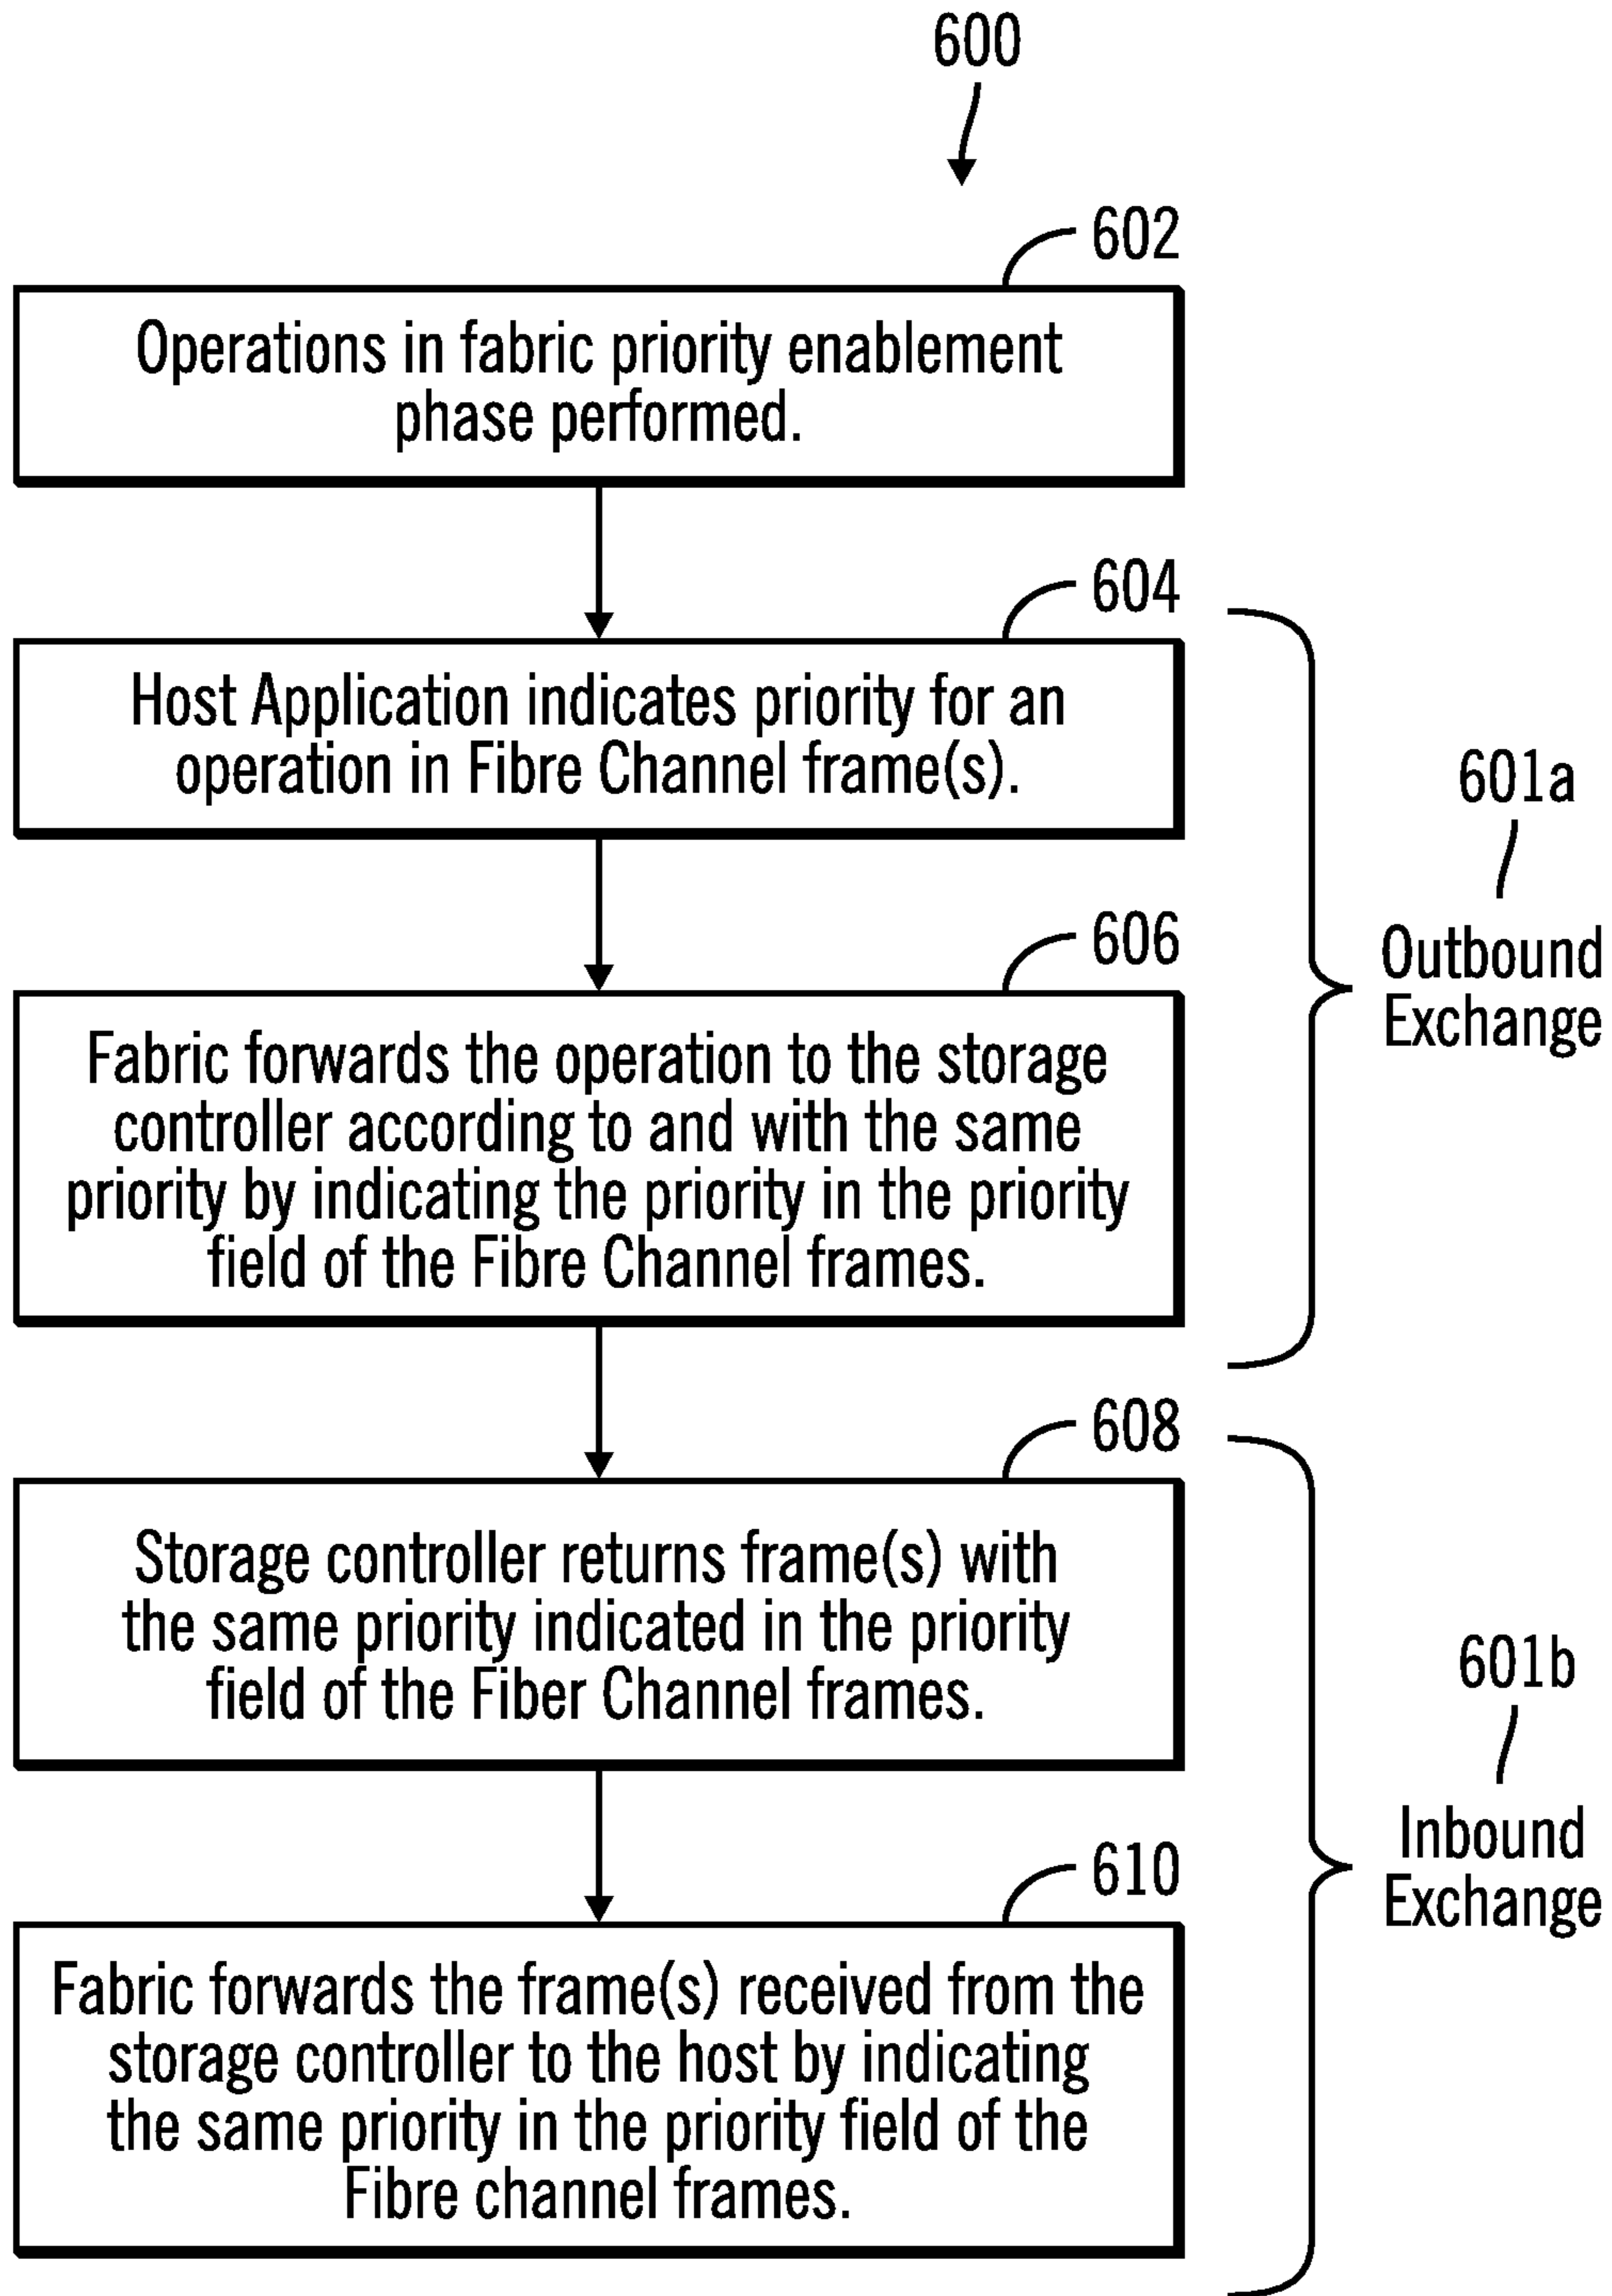 600
602
Operations in fabric priority enablement
phase performed.
604
Host Application indicates priority for an
operation in Fibre Channel frame(s).
601a
Outbound
Exchange
606
Fabric forwards the operation to the storage
controller according to and with the same
priority by indicating the priority in the priority
field of the Fibre Channel frames.
608
Storage controller returns frame(s) with
the same priority indicated in the priority
field of the Fiber Channel frames.
601b
Inbound
Exchange
610
Fabric forwards the frame(s) received from the
storage controller to the host by indicating
the same priority in the priority field of the
Fibre channel frames.